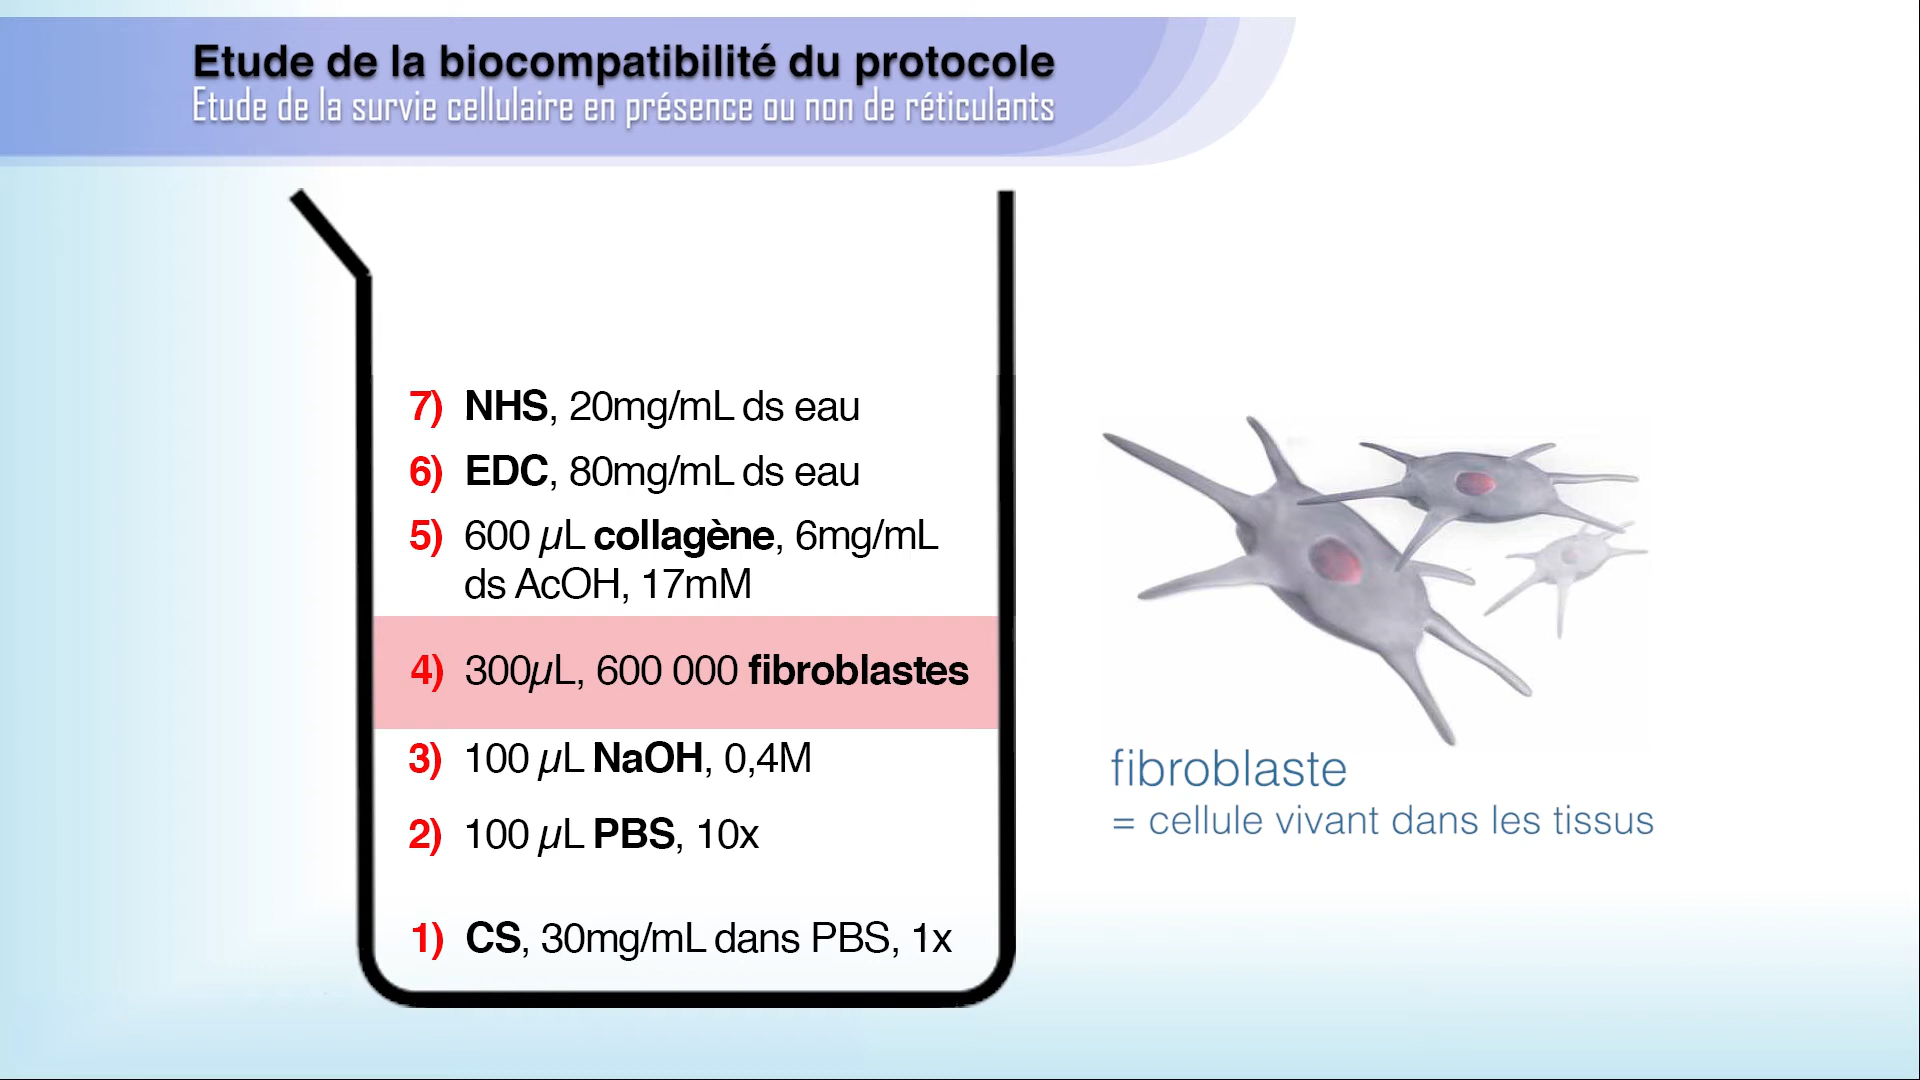 Etude de la biocompatibilité du protocole
Etude de la survie cellulaire en présence ou non de réticulants
7) NHS, 20mg/mL ds eau
6) EDC, 80mg/mL ds eau
5) 600 µL collagène, 6mg/mL
ds AcOH, 17mM
4) 300µL, 600 000 fibroblastes
3) 100 µL NaOH, 0,4M
2) 100 µL PBS, 10x
1) CS, 30mg/mL dans PBS, 1x
fibroblaste
= cellule vivant dans les tissus